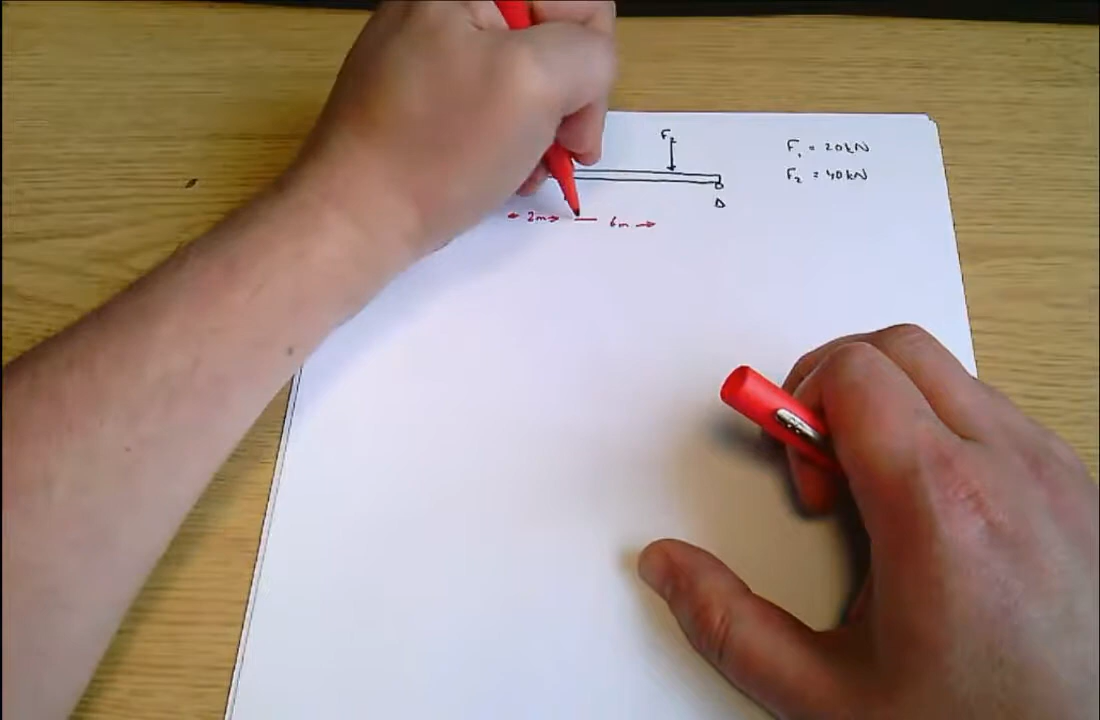 F₂
F₁ = 20kN
F₂ = 40kN
2m 6m